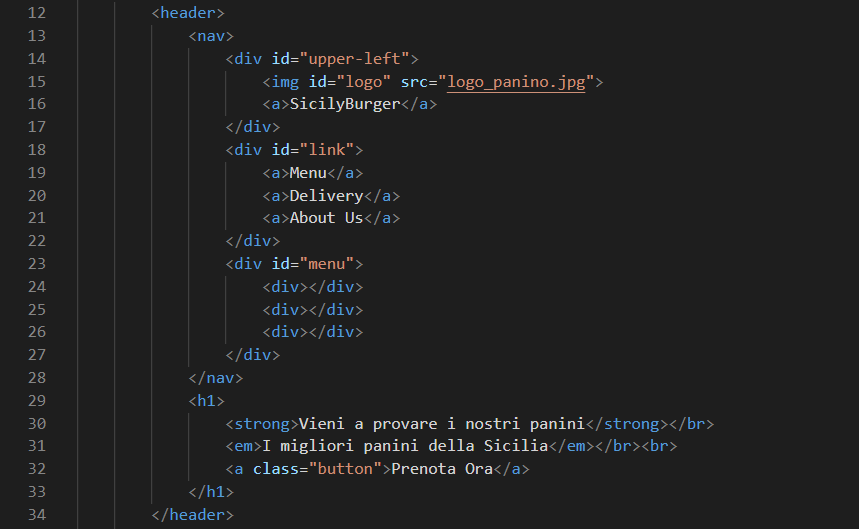 12 <header>
13 <nav>
14 <div id="upper-left">
15 <img id="logo" src="logo_panino.jpg">
16 <a>SicilyBurger</a>
17 </div>
18 <div id="link">
19 <a>Menu</a>
20 <a>Delivery</a>
21 <a>About Us</a>
22 </div>
23 <div id="menu">
24 <div></div>
25 <div></div>
26 <div></div>
27 </div>
28 </nav>
29 <h1>
30 <strong>Vieni a provare i nostri panini</strong></br>
31 <em>I migliori panini della Sicilia</em></br><br>
32 <a class="button">Prenota Ora</a>
33 </h1>
34 </header>